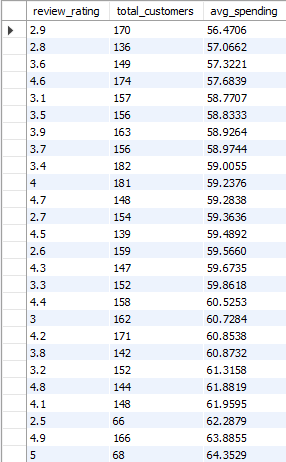 review_rating total_customers avg_spending
2.9 170 56.4706
2.8 136 57.0662
3.6 149 57.3221
4.6 174 57.6839
3.1 157 58.7707
3.5 156 58.8333
3.9 163 58.9264
3.7 156 58.9744
3.4 182 59.0055
4 181 59.2376
4.7 148 59.2838
2.7 154 59.3636
4.5 139 59.4892
2.6 159 59.5660
4.3 147 59.6735
3.3 152 59.8618
4.4 158 60.5253
3 162 60.7284
4.2 171 60.8538
3.8 142 60.8732
3.2 152 61.3158
4.8 144 61.8819
4.1 148 61.9595
2.5 66 62.2879
4.9 166 63.8855
5 68 64.3529